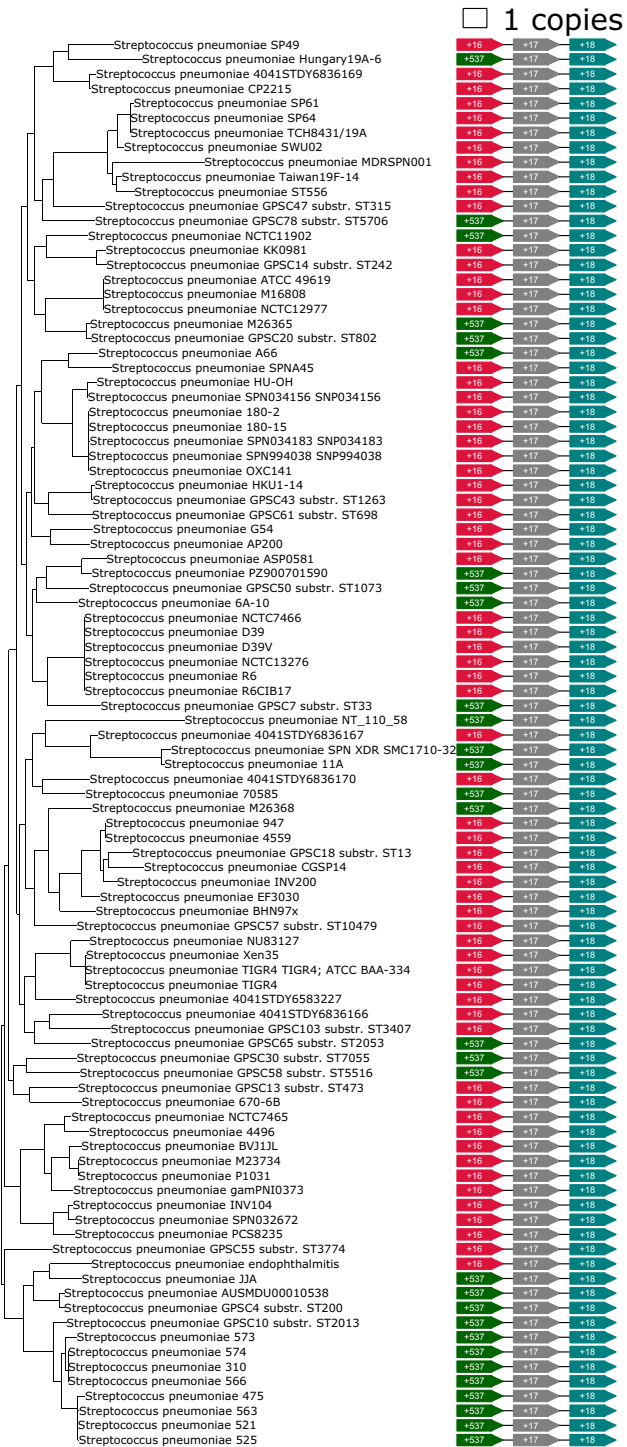 1 copies
Streptococcus pneumoniae SP49 +16 +17 +18
Streptococcus pneumoniae Hungary19A-6 +537 +17 +18
Streptococcus pneumoniae 4041STDY6836169 +16 +17 +18
Streptococcus pneumoniae CP2215 +16 +17 +18
Streptococcus pneumoniae SP61 +16 +17 +18
Streptococcus pneumoniae SP64 +16 +17 +18
Streptococcus pneumoniae TCH8431/19A +16 +17 +18
Streptococcus pneumoniae SWU02 +16 +17 +18
Streptococcus pneumoniae MDRSPN001 +16 +17 +18
Streptococcus pneumoniae Taiwan19F-14 +16 +17 +18
Streptococcus pneumoniae ST556 +16 +17 +18
Streptococcus pneumoniae GPSC47 substr. ST315 +16 +17 +18
Streptococcus pneumoniae GPSC78 substr. ST5706 +537 +17 +18
Streptococcus pneumoniae NCTC11902 +537 +17 +18
Streptococcus pneumoniae KK0981 +16 +17 +18
Streptococcus pneumoniae GPSC14 substr. ST242 +16 +17 +18
Streptococcus pneumoniae ATCC 49619 +16 +17 +18
Streptococcus pneumoniae M16808 +16 +17 +18
Streptococcus pneumoniae NCTC12977 +16 +17 +18
Streptococcus pneumoniae M26365 +537 +17 +18
Streptococcus pneumoniae GPSC20 substr. ST802 +537 +17 +18
Streptococcus pneumoniae A66 +537 +17 +18
Streptococcus pneumoniae SPNA45 +16 +17 +18
Streptococcus pneumoniae HU-OH +16 +17 +18
Streptococcus pneumoniae SPN034156 SNP034156 +16 +17 +18
Streptococcus pneumoniae 180-2 +16 +17 +18
Streptococcus pneumoniae 180-15 +16 +17 +18
Streptococcus pneumoniae SPN034183 SNP034183 +16 +17 +18
Streptococcus pneumoniae SPN994038 SNP994038 +16 +17 +18
Streptococcus pneumoniae OXC141 +16 +17 +18
Streptococcus pneumoniae HKU1-14 +16 +17 +18
Streptococcus pneumoniae GPSC43 substr. ST1263 +16 +17 +18
Streptococcus pneumoniae GPSC61 substr. ST698 +16 +17 +18
Streptococcus pneumoniae G54 +16 +17 +18
Streptococcus pneumoniae AP200 +16 +17 +18
Streptococcus pneumoniae ASP0581 +16 +17 +18
Streptococcus pneumoniae PZ900701590 +537 +17 +18
Streptococcus pneumoniae GPSC50 substr. ST1073 +537 +17 +18
Streptococcus pneumoniae 6A-10 +537 +17 +18
Streptococcus pneumoniae NCTC7466 +16 +17 +18
Streptococcus pneumoniae D39 +16 +17 +18
Streptococcus pneumoniae D39V +16 +17 +18
Streptococcus pneumoniae NCTC13276 +16 +17 +18
Streptococcus pneumoniae R6 +16 +17 +18
Streptococcus pneumoniae R6CIB17 +16 +17 +18
Streptococcus pneumoniae GPSC7 substr. ST33 +537 +17 +18
Streptococcus pneumoniae NT_110_58 +537 +17 +18
Streptococcus pneumoniae 4041STDY6836167 +16 +17 +18
Streptococcus pneumoniae SPN XDR SMC1710-32 +537 +17 +18
Streptococcus pneumoniae 11A +537 +17 +18
Streptococcus pneumoniae 4041STDY6836170 +16 +17 +18
Streptococcus pneumoniae 70585 +537 +17 +18
Streptococcus pneumoniae M26368 +537 +17 +18
Streptococcus pneumoniae 947 +16 +17 +18
Streptococcus pneumoniae 4559 +16 +17 +18
Streptococcus pneumoniae GPSC18 substr. ST13 +16 +17 +18
Streptococcus pneumoniae CGSP14 +16 +17 +18
Streptococcus pneumoniae INV200 +16 +17 +18
Streptococcus pneumoniae EF3030 +16 +17 +18
Streptococcus pneumoniae BHN97x +16 +17 +18
Streptococcus pneumoniae GPSC57 substr. ST10479 +16 +17 +18
Streptococcus pneumoniae NU83127 +16 +17 +18
Streptococcus pneumoniae Xen35 +16 +17 +18
Streptococcus pneumoniae TIGR4 TIGR4; ATCC BAA-334 +16 +17 +18
Streptococcus pneumoniae TIGR4 +16 +17 +18
Streptococcus pneumoniae 4041STDY6583227 +16 +17 +18
Streptococcus pneumoniae 4041STDY6836166 +16 +17 +18
Streptococcus pneumoniae GPSC103 substr. ST3407 +16 +17 +18
Streptococcus pneumoniae GPSC65 substr. ST2053 +537 +17 +18
Streptococcus pneumoniae GPSC30 substr. ST7055 +537 +17 +18
Streptococcus pneumoniae GPSC58 substr. ST5516 +537 +17 +18
Streptococcus pneumoniae GPSC13 substr. ST473 +16 +17 +18
Streptococcus pneumoniae 670-6B +16 +17 +18
Streptococcus pneumoniae NCTC7465 +16 +17 +18
Streptococcus pneumoniae 4496 +16 +17 +18
Streptococcus pneumoniae BVJ1JL +16 +17 +18
Streptococcus pneumoniae M23734 +16 +17 +18
Streptococcus pneumoniae P1031 +16 +17 +18
Streptococcus pneumoniae gamPNI0373 +16 +17 +18
Streptococcus pneumoniae INV104 +16 +17 +18
Streptococcus pneumoniae SPN032672 +16 +17 +18
Streptococcus pneumoniae PCS8235 +16 +17 +18
Streptococcus pneumoniae GPSC55 substr. ST3774 +16 +17 +18
Streptococcus pneumoniae endophthalmitis +16 +17 +18
Streptococcus pneumoniae JJA +537 +17 +18
Streptococcus pneumoniae AUSMDU00010538 +537 +17 +18
Streptococcus pneumoniae GPSC4 substr. ST200 +537 +17 +18
Streptococcus pneumoniae GPSC10 substr. ST2013 +537 +17 +18
Streptococcus pneumoniae 573 +537 +17 +18
Streptococcus pneumoniae 574 +537 +17 +18
Streptococcus pneumoniae 310 +537 +17 +18
Streptococcus pneumoniae 566 +537 +17 +18
Streptococcus pneumoniae 475 +537 +17 +18
Streptococcus pneumoniae 563 +537 +17 +18
Streptococcus pneumoniae 521 +537 +17 +18
Streptococcus pneumoniae 525 +537 +17 +18